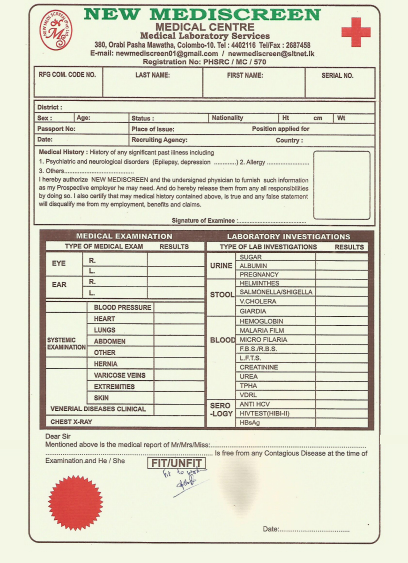 NEW MEDISCREEN
MEDICAL CENTRE
Medical Laboratory Services
380, Orabi Pasha Mawatha, Colombo-10. Tel : 4402116 Tel/Fax : 2687458
E-mail: newmediscreen01@gmail.com / newmediscreen@sltnet.lk
Registration No: PHSRC / MC / 570
RFG COM. CODE NO. LAST NAME: FIRST NAME: SERIAL NO.
District :
Sex : Age: Status : Nationality Ht cm Wt
Passport No: Place of Issue: Position applied for
Date: Recruiting Agency: Country :
Medical History : History of any significant past illness including
1. Psychiatric and neurological disorders (Epilepsy, depression ..........) 2. Allergy ....................
3. Others....................
I hereby authorize NEW MEDISCREEN and the undersigned physician to furnish such information
as my Prospective employer he may need. And do hereby release them from any all responsibilities
by doing so. I also certify that my medical history contained above, is true and any false statement
will disqualify me from my employment, benefits and claims.
Signature of Examinee :..........................
MEDICAL EXAMINATION
TYPE OF MEDICAL EXAM RESULTS
EYE R.
L.
EAR R.
L.
SYSTEMIC EXAMINATION
BLOOD PRESSURE
HEART
LUNGS
ABDOMEN
OTHER
HERNIA
VARICOSE VEINS
EXTREMITIES
SKIN
VENERIAL DISEASES CLINICAL
CHEST X-RAY
LABORATORY INVESTIGATIONS
TYPE OF LAB INVESTIGATIONS RESULTS
URINE
SUGAR
ALBUMIN
PREGNANCY
STOOL
HELMINTHES
SALMONELLA/SHIGELLA
V.CHOLERA
GIARDIA
BLOOD
HEMOGLOBIN
MALARIA FILM
MICRO FILARIA
F.B.S./R.B.S.
L.F.T.S.
CREATININE
UREA
TPHA
VDRL
SERO
-LOGY
ANTI HCV
HIVTEST(HIBI-II)
HBsAg
Dear Sir
Mentioned above is the medical report of Mr/Mrs/Miss:..................................................
.................................................. Is free from any Contagious Disease at the time of
Examination,and He / She FIT/UNFIT
Date:..............................